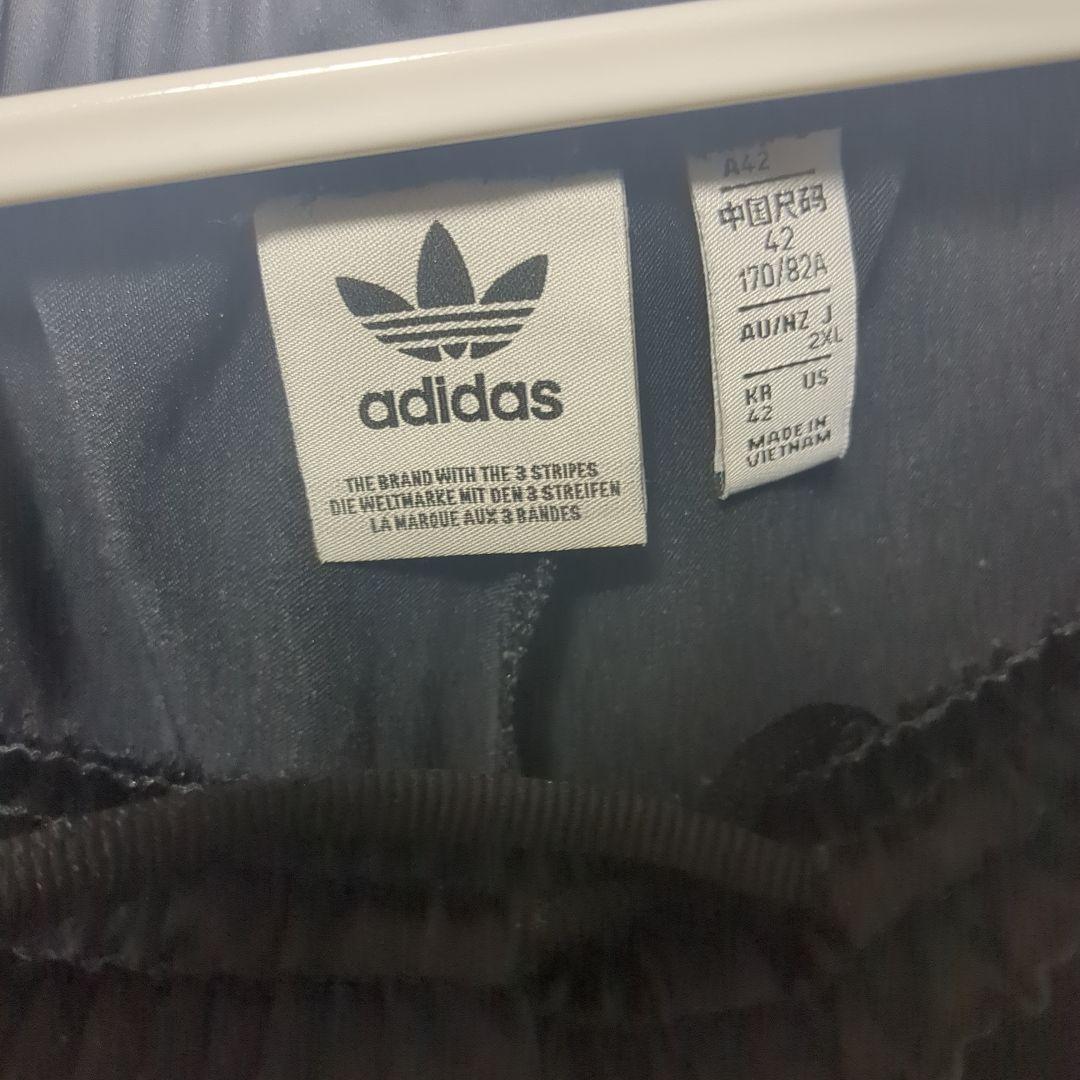 adidas
THE BRAND WITH THE 3 STRIPES
DIE WELTMARKE MIT DEN 3 STREIFEN
LA MARQUE AUX 3 BANDES
A42
中国尺码
42
170/82A
AU/NZ J
2XL
KR US
42
MADE IN
VIETNAM